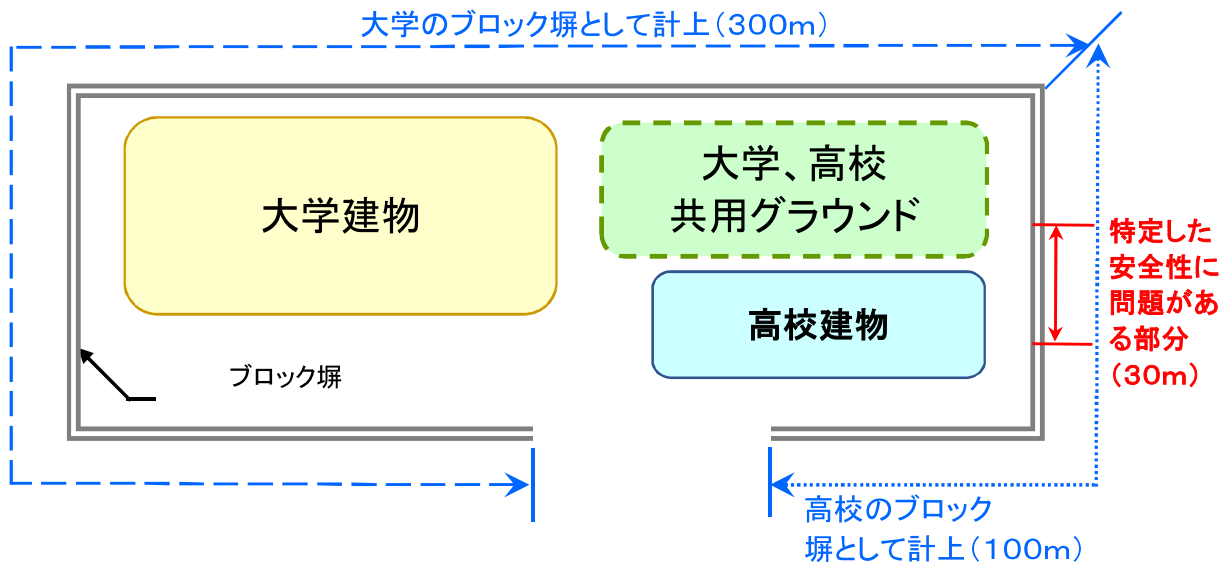 大学のブロック塀として計上（300ｍ）
大学建物
大学、高校
共用グラウンド
高校建物
ブロック塀
特定した
安全性に
問題があ
る部分
（30ｍ）
高校のブロック
塀として計上（100ｍ）